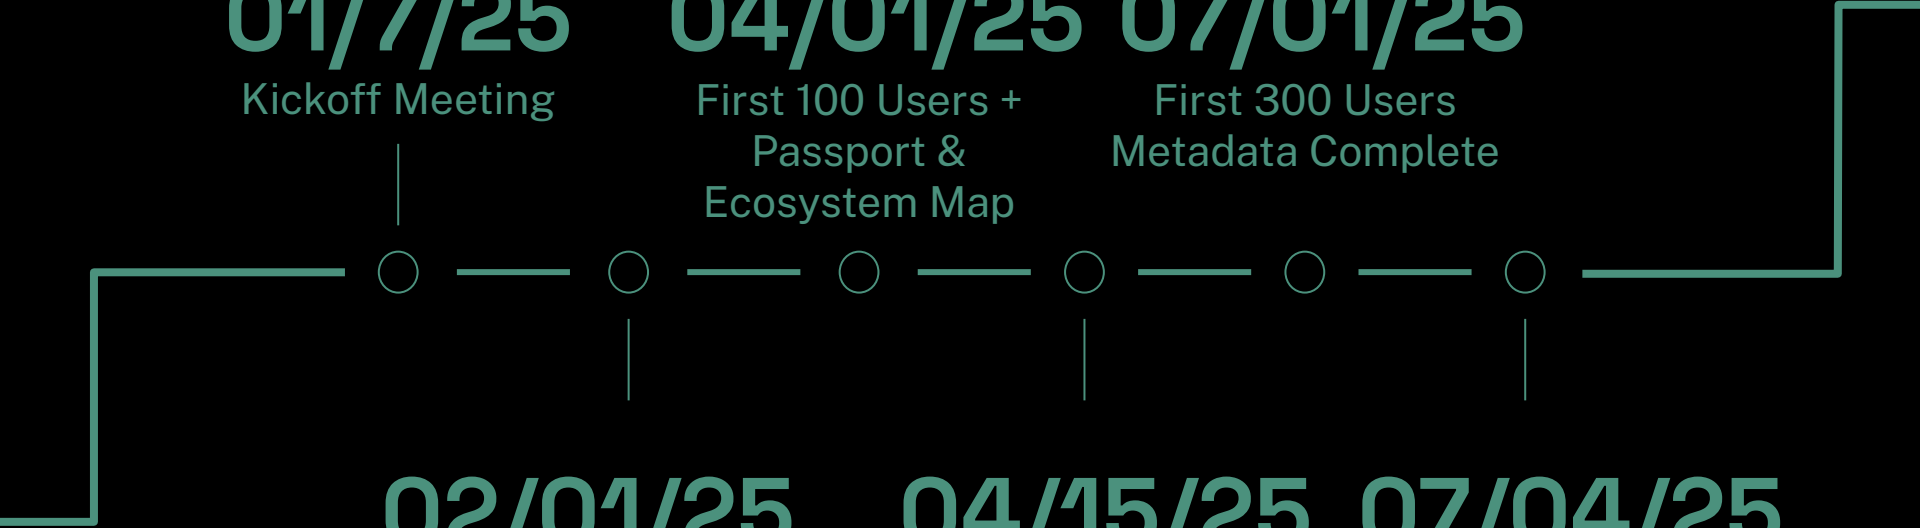 01/7/25 04/01/25 07/01/25
Kickoff Meeting
First 100 Users +
Passport &
Ecosystem Map
First 300 Users
Metadata Complete
02/01/25 04/15/25 07/04/25